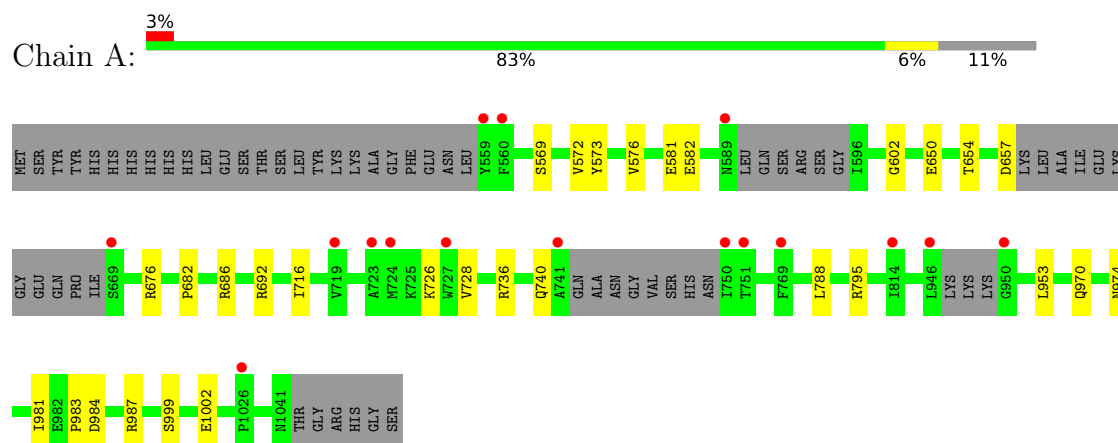 3%
Chain A:
83% 6% 11%
MET SER TYR TYR HIS HIS HIS HIS HIS HIS LEU GLU SER THR SER LEU TYR LYS LYS ALA GLY PHE GLU ASN LEU Y559 F560 S569 V572 Y573 V576 E581 E582 N589 LEU GLN SER ARG SER GLY I596 G602 E650 T654 D657 LYS LEU ALA ILE GLU LYS
GLY GLU GLN PRO ILE S669 R676 P682 R686 R692 I716 V719 A723 M724 K725 K726 W727 V728 R736 Q740 A741 GLN ALA ASN GLY VAL SER HIS ASN I750 T751 F769 L788 R795 I814 L946 LYS LYS LYS G950 L953 Q970 N974
I981 E982 P983 D984 R987 S999 E1002 P1026 N1041 THR GLY ARG HIS GLY SER